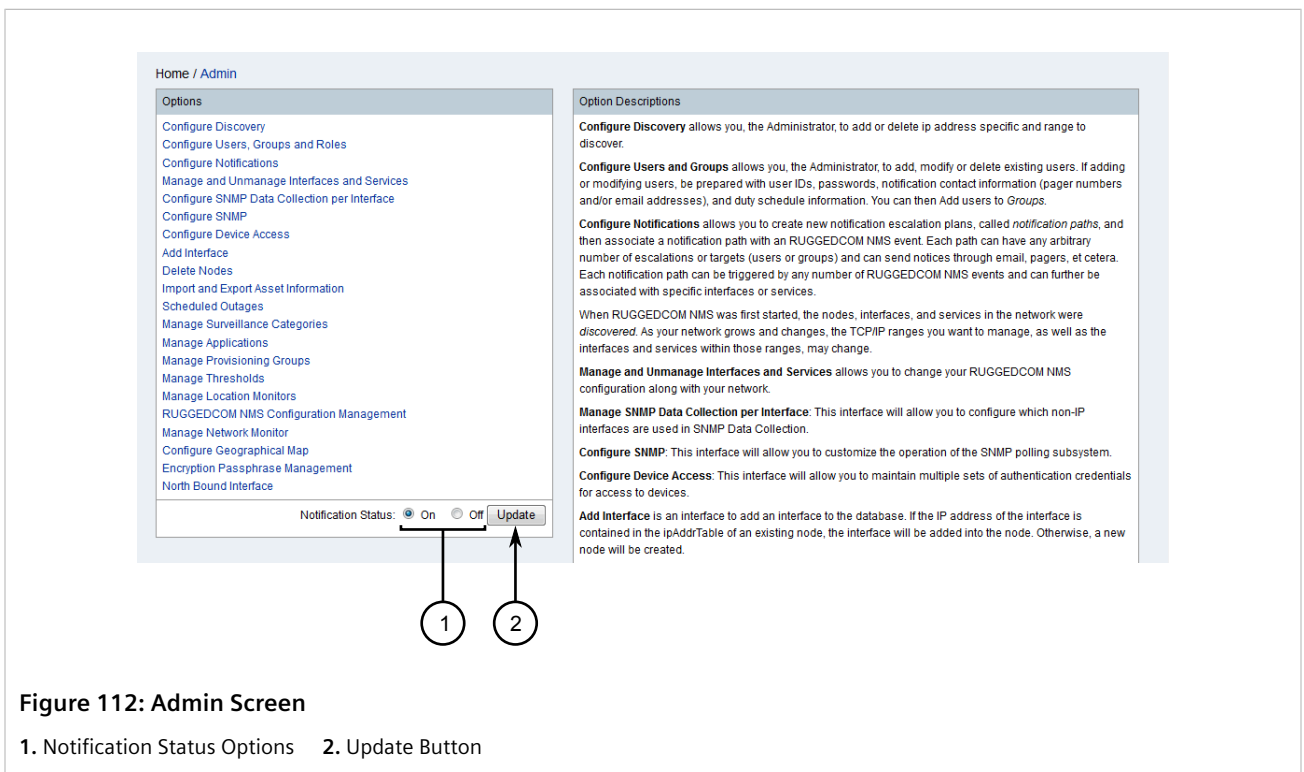 Home / Admin
Options
Configure Discovery
Configure Users, Groups and Roles
Configure Notifications
Manage and Unmanage Interfaces and Services
Configure SNMP Data Collection per Interface
Configure SNMP
Configure Device Access
Add Interface
Delete Nodes
Import and Export Asset Information
Scheduled Outages
Manage Surveillance Categories
Manage Applications
Manage Provisioning Groups
Manage Thresholds
Manage Location Monitors
RUGGEDCOM NMS Configuration Management
Manage Network Monitor
Configure Geographical Map
Encryption Passphrase Management
North Bound Interface
Notification Status: On Off Update
Option Descriptions
Configure Discovery allows you, the Administrator, to add or delete ip address specific and range to
discover.
Configure Users and Groups allows you, the Administrator, to add, modify or delete existing users. If adding
or modifying users, be prepared with user IDs, passwords, notification contact information (pager numbers
and/or email addresses), and duty schedule information. You can then Add users to Groups.
Configure Notifications allows you to create new notification escalation plans, called notification paths, and
then associate a notification path with an RUGGEDCOM NMS event. Each path can have any arbitrary
number of escalations or targets (users or groups) and can send notices through email, pagers, et cetera.
Each notification path can be triggered by any number of RUGGEDCOM NMS events and can further be
associated with specific interfaces or services.
When RUGGEDCOM NMS was first started, the nodes, interfaces, and services in the network were
discovered. As your network grows and changes, the TCP/IP ranges you want to manage, as well as the
interfaces and services within those ranges, may change.
Manage and Unmanage Interfaces and Services allows you to change your RUGGEDCOM NMS
configuration along with your network.
Manage SNMP Data Collection per Interface: This interface will allow you to configure which non-IP
interfaces are used in SNMP Data Collection.
Configure SNMP: This interface will allow you to customize the operation of the SNMP polling subsystem.
Configure Device Access: This interface will allow you to maintain multiple sets of authentication credentials
for access to devices.
Add Interface is an interface to add an interface to the database. If the IP address of the interface is
contained in the ipAddrTable of an existing node, the interface will be added into the node. Otherwise, a new
node will be created.
1 2
Figure 112: Admin Screen
1. Notification Status Options 2. Update Button